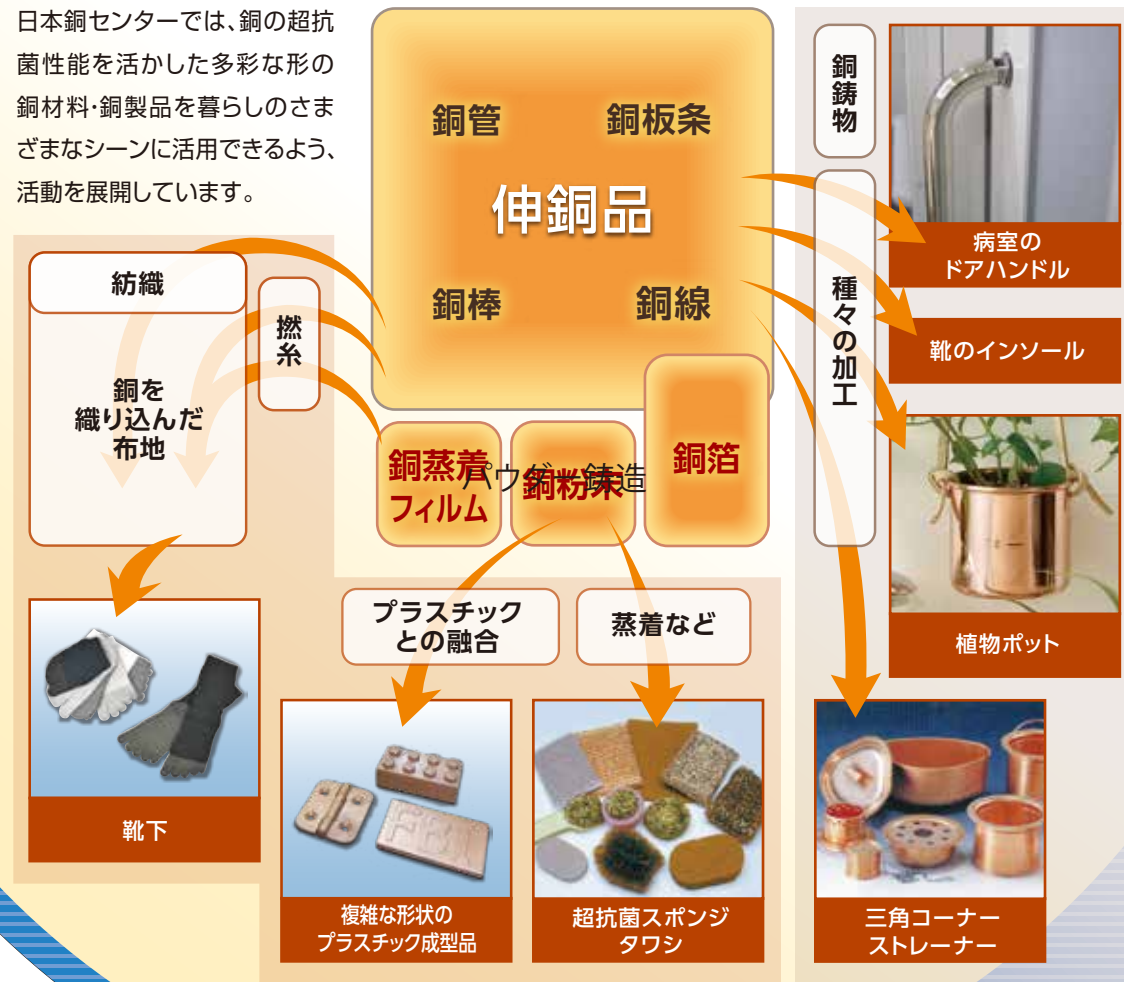 日本銅センターでは、銅の超抗
菌性能を活かした多彩な形の
銅材料・銅製品を暮らしのさま
ざまなシーンに活用できるよう、
活動を展開しています。
銅管
銅板条
伸銅品
銅棒
銅線
銅蒸着
フィルム
銅粉末
パウダー鋳造
銅箔
紡織
撚糸
銅を
織り込んだ
布地
靴下
プラスチック
との融合
蒸着など
複雑な形状の
プラスチック成型品
超抗菌スポンジ
タワシ
銅鋳物
種々の加工
病室の
ドアハンドル
靴のインソール
植物ポット
三角コーナー
ストレーナー